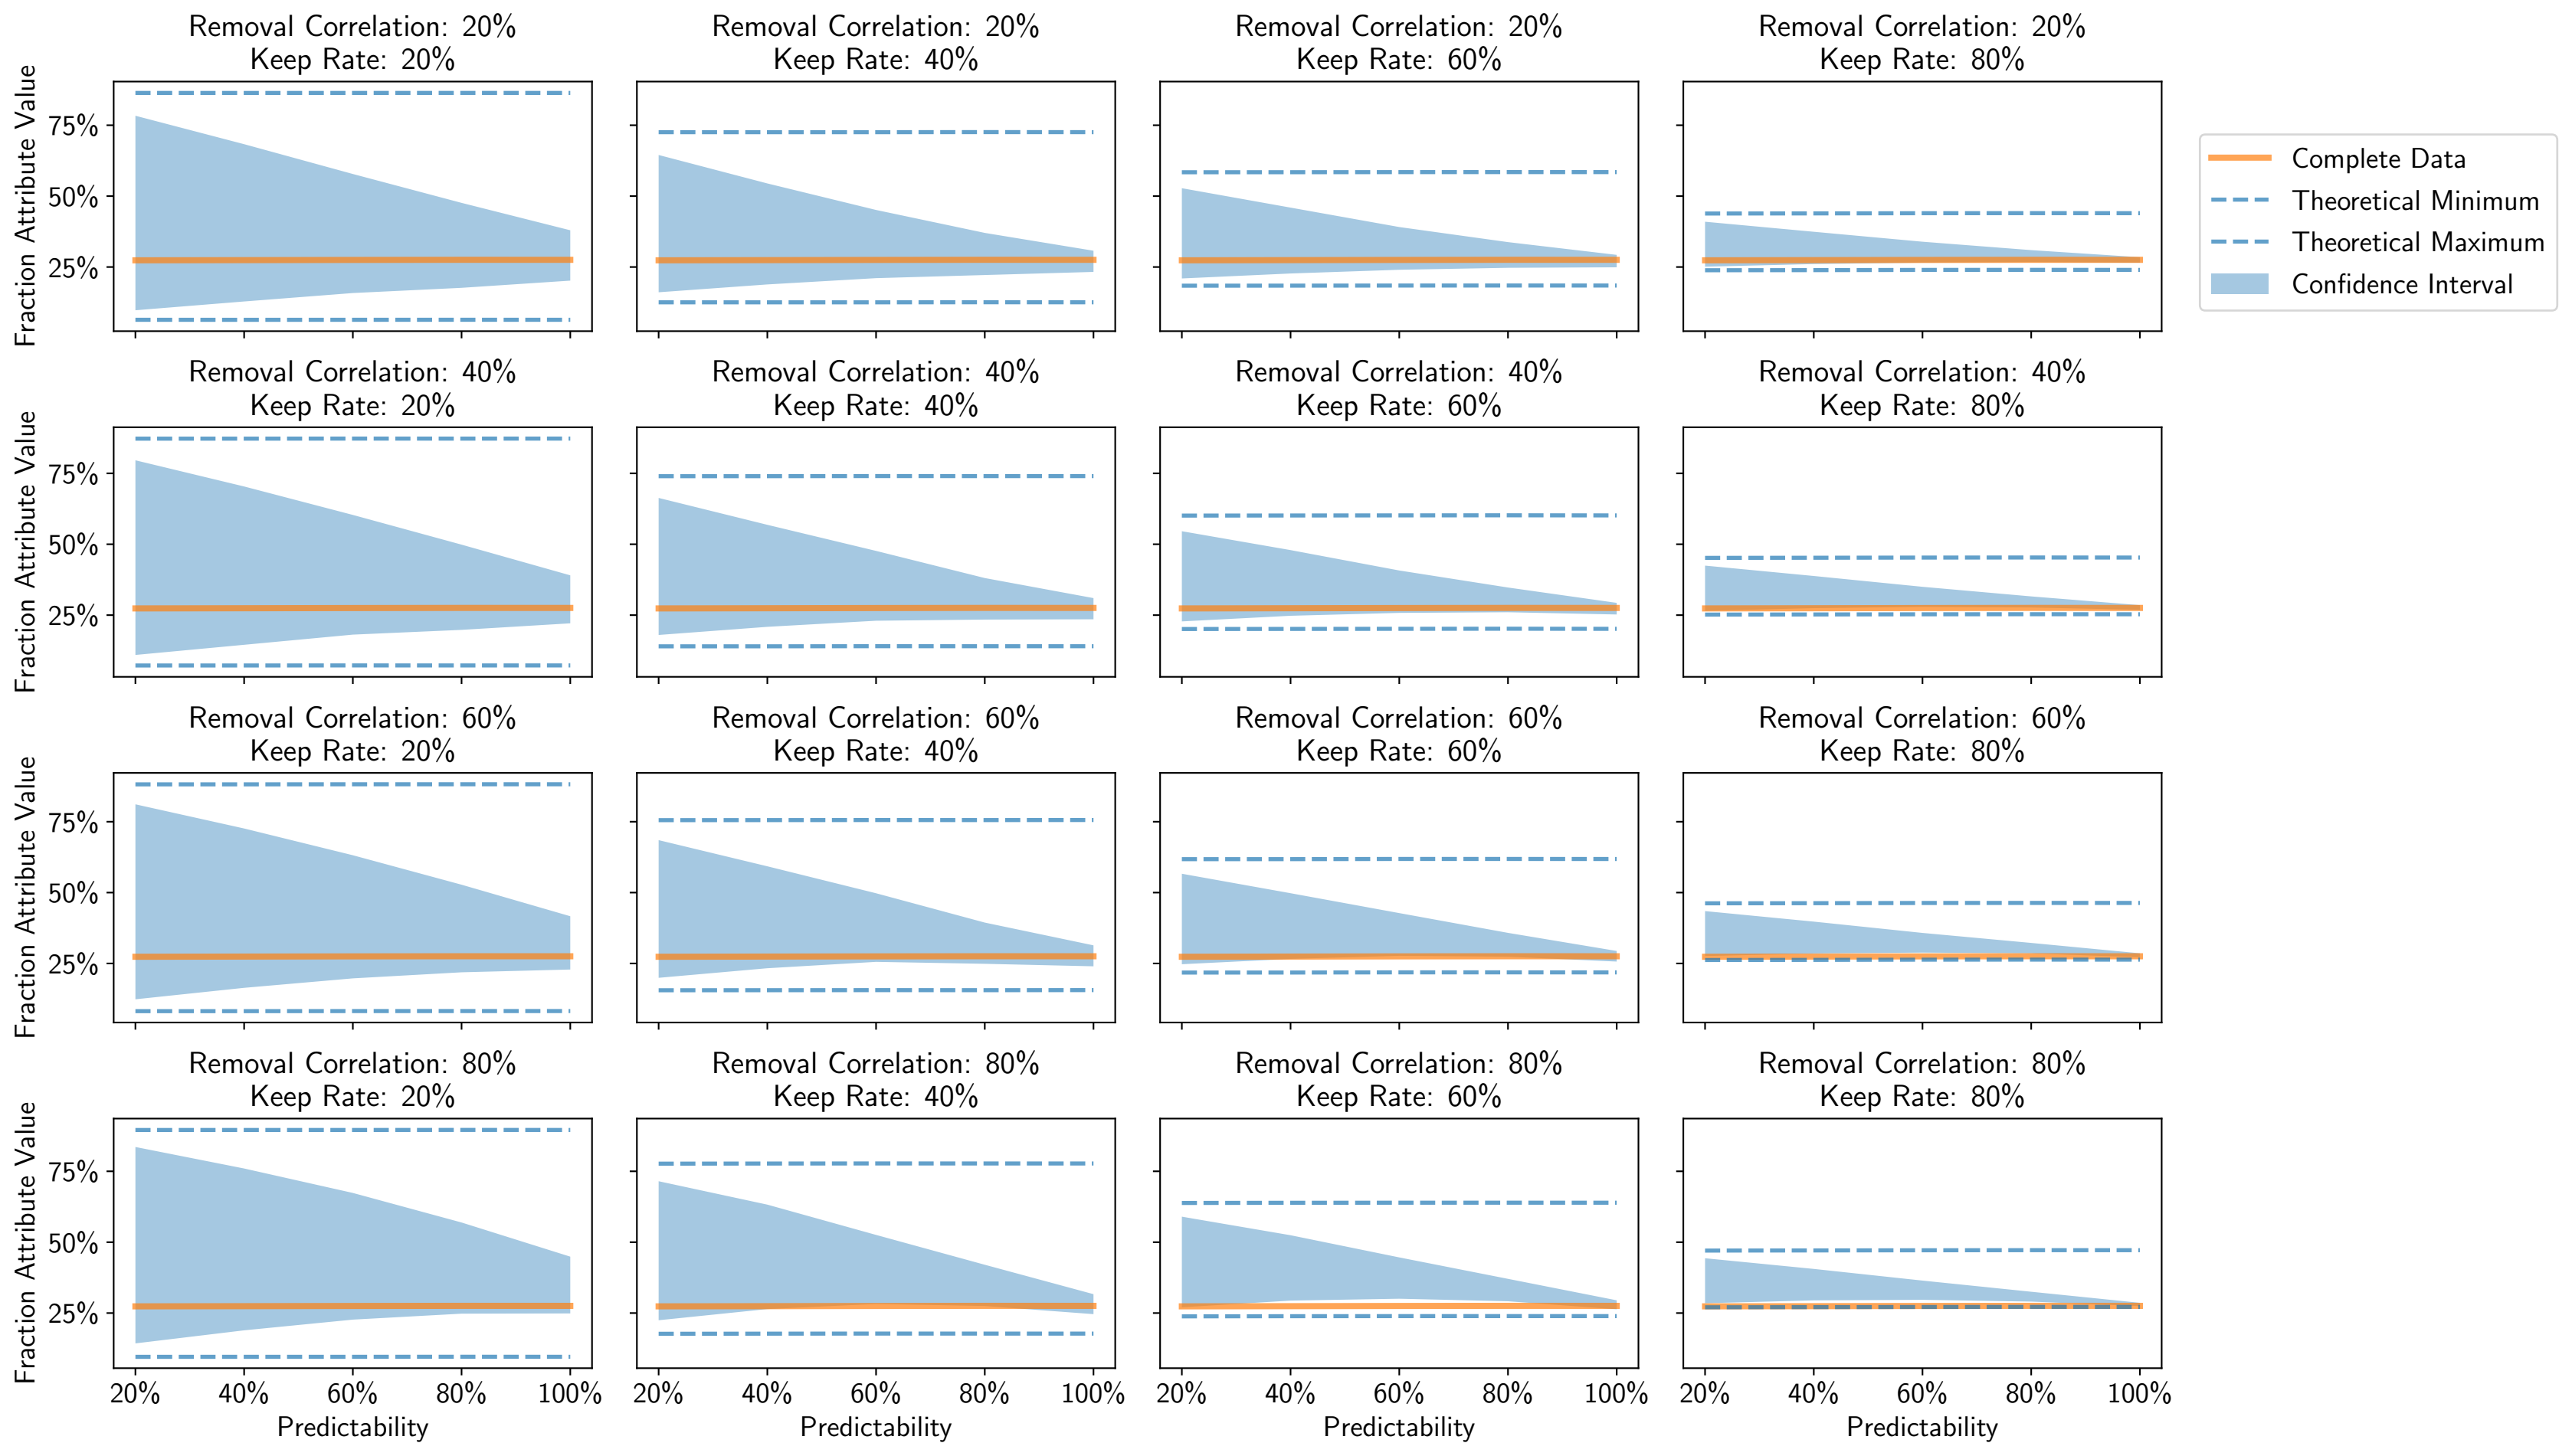 Removal Correlation: 20%
Keep Rate: 20%
Removal Correlation: 20%
Keep Rate: 40%
Removal Correlation: 20%
Keep Rate: 60%
Removal Correlation: 20%
Keep Rate: 80%
Fraction Attribute Value
75%
50%
25%
Complete Data
Theoretical Minimum
Theoretical Maximum
Confidence Interval
Removal Correlation: 40%
Keep Rate: 20%
Removal Correlation: 40%
Keep Rate: 40%
Removal Correlation: 40%
Keep Rate: 60%
Removal Correlation: 40%
Keep Rate: 80%
Fraction Attribute Value
75%
50%
25%
Removal Correlation: 60%
Keep Rate: 20%
Removal Correlation: 60%
Keep Rate: 40%
Removal Correlation: 60%
Keep Rate: 60%
Removal Correlation: 60%
Keep Rate: 80%
Fraction Attribute Value
75%
50%
25%
Removal Correlation: 80%
Keep Rate: 20%
Removal Correlation: 80%
Keep Rate: 40%
Removal Correlation: 80%
Keep Rate: 60%
Removal Correlation: 80%
Keep Rate: 80%
Fraction Attribute Value
75%
50%
25%
20% 40% 60% 80% 100%
Predictability
20% 40% 60% 80% 100%
Predictability
20% 40% 60% 80% 100%
Predictability
20% 40% 60% 80% 100%
Predictability